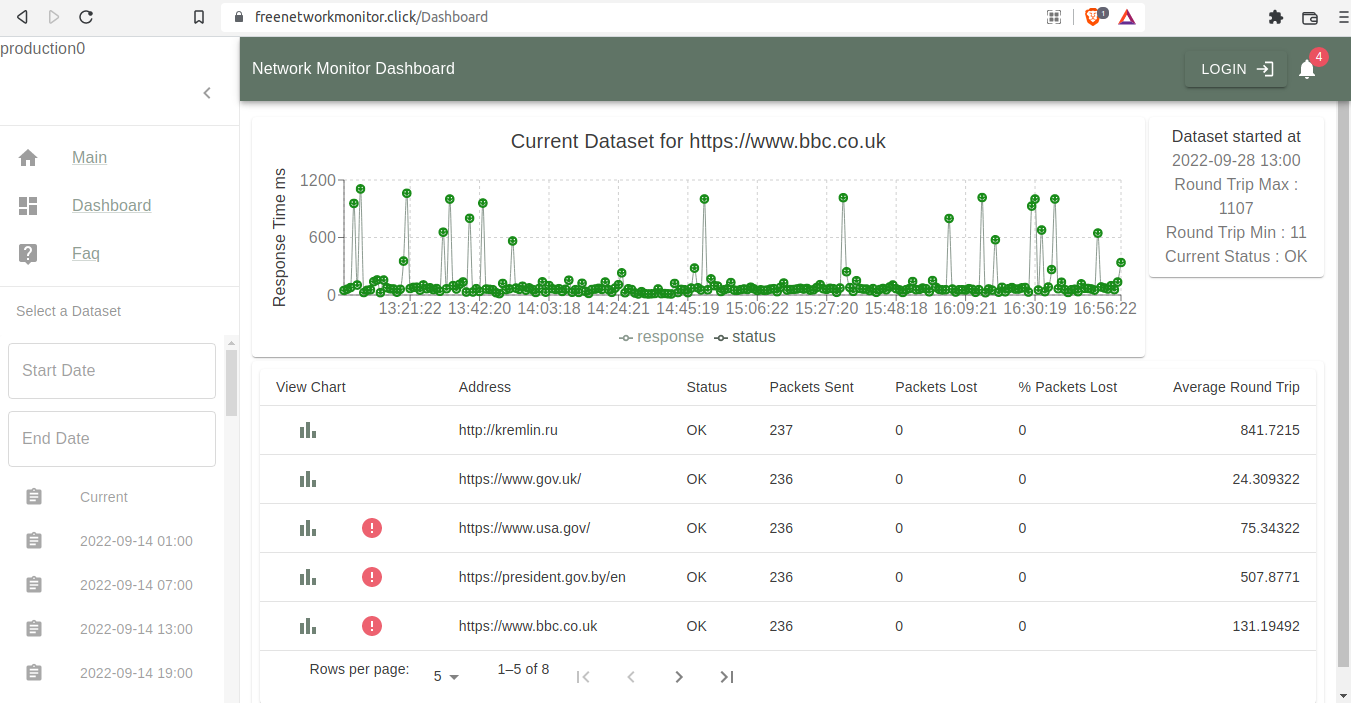 freenetworkmonitor.click/Dashboard
1
production0
Network Monitor Dashboard
LOGIN
4
Main
Dashboard
Faq
Select a Dataset
Start Date
End Date
Current
2022-09-14 01:00
2022-09-14 07:00
2022-09-14 13:00
2022-09-14 19:00
Current Dataset for https://www.bbc.co.uk
Response Time ms
1200
600
0
13:21:22 13:42:20 14:03:18 14:24:21 14:45:19 15:06:22 15:27:20 15:48:18 16:09:21 16:30:19 16:56:22
response status
Dataset started at
2022-09-28 13:00
Round Trip Max :
1107
Round Trip Min : 11
Current Status : OK
View Chart Address Status Packets Sent Packets Lost % Packets Lost Average Round Trip
http://kremlin.ru OK 237 0 0 841.7215
https://www.gov.uk/ OK 236 0 0 24.309322
https://www.usa.gov/ OK 236 0 0 75.34322
https://president.gov.by/en OK 236 0 0 507.8771
https://www.bbc.co.uk OK 236 0 0 131.19492
Rows per page: 5 1–5 of 8